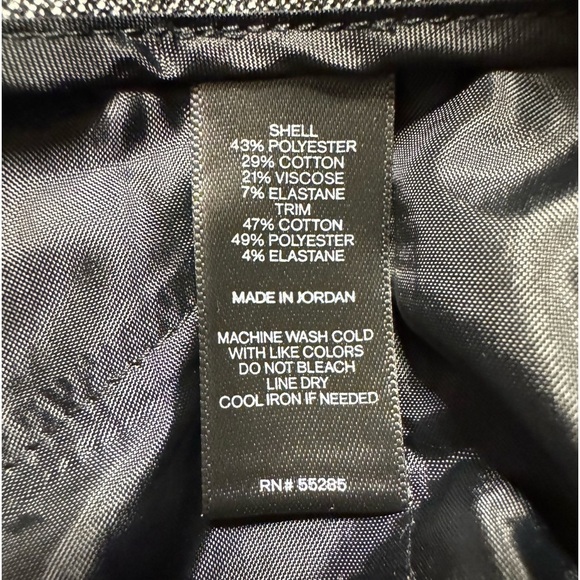 SHELL
43% POLYESTER
29% COTTON
21% VISCOSE
7% ELASTANE
TRIM
47% COTTON
49% POLYESTER
4% ELASTANE
MADE IN JORDAN
MACHINE WASH COLD
WITH LIKE COLORS
DO NOT BLEACH
LINE DRY
COOL IRON IF NEEDED
RN# 55285